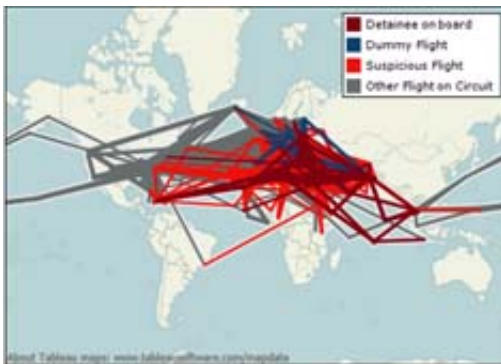 Detainee on board
Dummy Flight
Suspicious Flight
Other Flight on Circuit
About Tableau maps: www.tableausoftware.com/mapdata